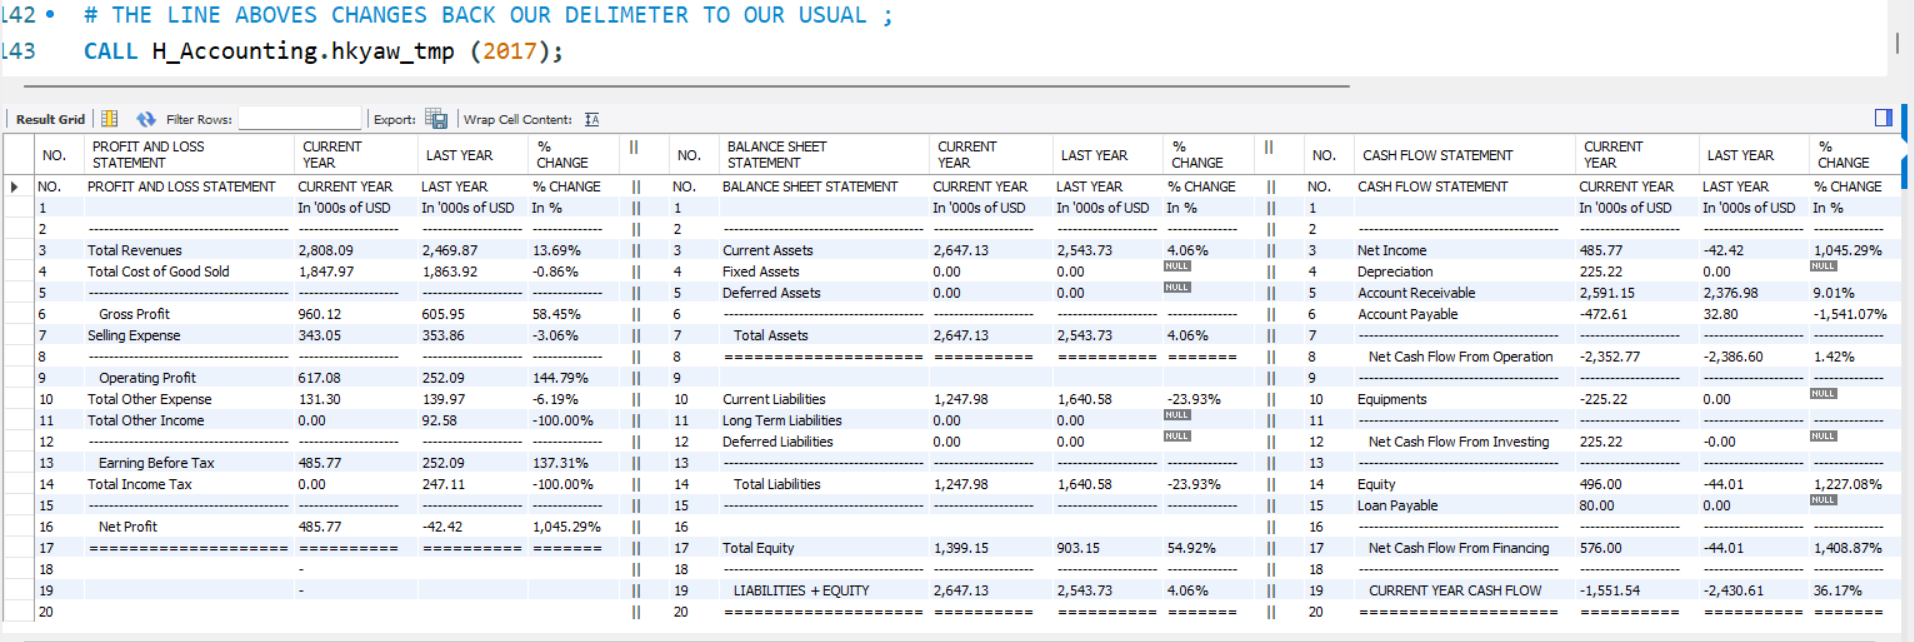 142 # THE LINE ABOVES CHANGES BACK OUR DELIMETER TO OUR USUAL ;
143 CALL H_Accounting.hkyaw_tmp (2017);
Result Grid Filter Rows: Export: Wrap Cell Content: IA
NO. PROFIT AND LOSS STATEMENT CURRENT YEAR LAST YEAR % CHANGE || NO. BALANCE SHEET STATEMENT CURRENT YEAR LAST YEAR % CHANGE || NO. CASH FLOW STATEMENT CURRENT YEAR LAST YEAR % CHANGE
NO. PROFIT AND LOSS STATEMENT CURRENT YEAR LAST YEAR % CHANGE || NO. BALANCE SHEET STATEMENT CURRENT YEAR LAST YEAR % CHANGE || NO. CASH FLOW STATEMENT CURRENT YEAR LAST YEAR % CHANGE
1 In '000s of USD In '000s of USD In % || 1 In '000s of USD In '000s of USD In % || 1 In '000s of USD In '000s of USD In %
2 ---------------------------------------- -------------------- -------------------- -------------- || 2 ---------------------------------------- -------------------- -------------------- -------------- || 2 ---------------------------------------- -------------------- -------------------- --------------
3 Total Revenues 2,808.09 2,469.87 13.69% || 3 Current Assets 2,647.13 2,543.73 4.06% || 3 Net Income 485.77 -42.42 1,045.29%
4 Total Cost of Good Sold 1,847.97 1,863.92 -0.86% || 4 Fixed Assets 0.00 0.00 NULL || 4 Depreciation 225.22 0.00 NULL
5 ---------------------------------------- -------------------- -------------------- -------------- || 5 Deferred Assets 0.00 0.00 NULL || 5 Account Receivable 2,591.15 2,376.98 9.01%
6 Gross Profit 960.12 605.95 58.45% || 6 ---------------------------------------- -------------------- -------------------- -------------- || 6 Account Payable -472.61 32.80 -1,541.07%
7 Selling Expense 343.05 353.86 -3.06% || 7 Total Assets 2,647.13 2,543.73 4.06% || 7 ---------------------------------------- -------------------- -------------------- --------------
8 ---------------------------------------- -------------------- -------------------- -------------- || 8 ==================== ========== ========== ======= || 8 Net Cash Flow From Operation -2,352.77 -2,386.60 1.42%
9 Operating Profit 617.08 252.09 144.79% || 9 || 9 ---------------------------------------- -------------------- -------------------- --------------
10 Total Other Expense 131.30 139.97 -6.19% || 10 Current Liabilities 1,247.98 1,640.58 -23.93% || 10 Equipments -225.22 0.00 NULL
11 Total Other Income 0.00 92.58 -100.00% || 11 Long Term Liabilities 0.00 0.00 NULL || 11 ---------------------------------------- -------------------- -------------------- --------------
12 ---------------------------------------- -------------------- -------------------- -------------- || 12 Deferred Liabilities 0.00 0.00 NULL || 12 Net Cash Flow From Investing 225.22 -0.00 NULL
13 Earning Before Tax 485.77 252.09 137.31% || 13 ---------------------------------------- -------------------- -------------------- -------------- || 13 ---------------------------------------- -------------------- -------------------- --------------
14 Total Income Tax 0.00 247.11 -100.00% || 14 Total Liabilities 1,247.98 1,640.58 -23.93% || 14 Equity 496.00 -44.01 1,227.08%
15 ---------------------------------------- -------------------- -------------------- -------------- || 15 ---------------------------------------- -------------------- -------------------- -------------- || 15 Loan Payable 80.00 0.00 NULL
16 Net Profit 485.77 -42.42 1,045.29% || 16 || 16 ---------------------------------------- -------------------- -------------------- --------------
17 ==================== ========== ========== ======= || 17 Total Equity 1,399.15 903.15 54.92% || 17 Net Cash Flow From Financing 576.00 -44.01 1,408.87%
18 - || 18 ---------------------------------------- -------------------- -------------------- -------------- || 18 ---------------------------------------- -------------------- -------------------- --------------
19 - || 19 LIABILITIES + EQUITY 2,647.13 2,543.73 4.06% || 19 CURRENT YEAR CASH FLOW -1,551.54 -2,430.61 36.17%
20 || 20 ==================== ========== ========== ======= || 20 ==================== ========== ========== =======